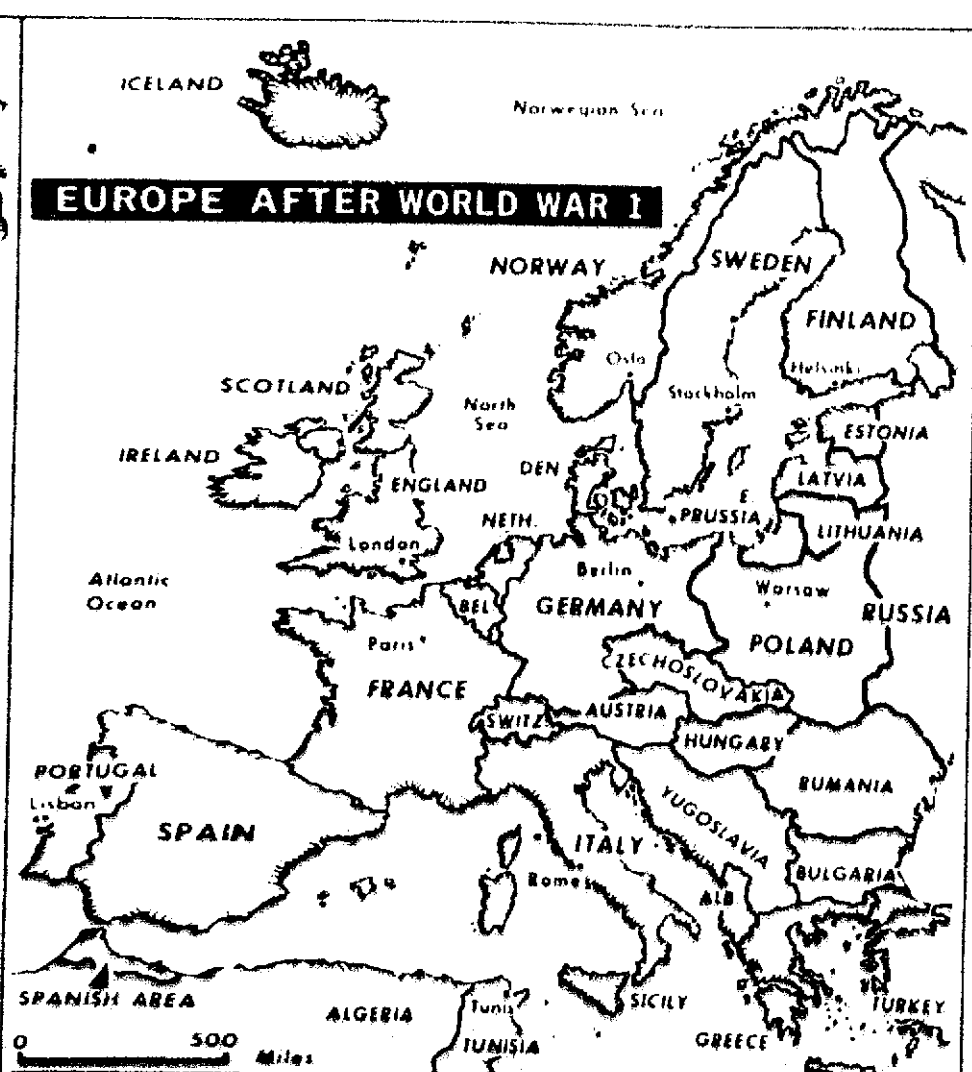 ICELAND
Norwegian Sea
EUROPE AFTER WORLD WAR 1
NORWAY
SWEDEN
FINLAND
Oslo
Helsinki
SCOTLAND
Stockholm
North
Sea
ESTONIA
IRELAND
DEN
LATVIA
ENGLAND
E.
PRUSSIA
NETH.
LITHUANIA
London
Berlin
Atlantic
Ocean
Warsaw
BEL
GERMANY
RUSSIA
Paris
POLAND
CZECHOSLOVAKIA
FRANCE
SWITZ
AUSTRIA
HUNGARY
PORTUGAL
RUMANIA
Lisbon
YUGOSLAVIA
SPAIN
ITALY
BULGARIA
Rome
ALB
SPANISH AREA
ALGERIA
Tunis
SICILY
TURKEY
GREECE
TUNISIA
0 500
Miles